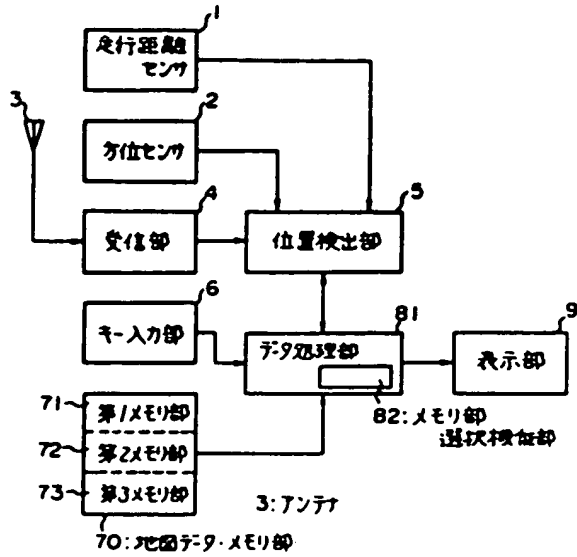 1
走行距離
センサ
2
3
方位センサ
4
5
受信部
位置検出部
6
81
9
キー入力部
データ処理部
表示部
71
第1メモリ部
82:メモリ部
選択検出部
72
第2メモリ部
73
第3メモリ部
3:アンテナ
70:地図データ・メモリ部